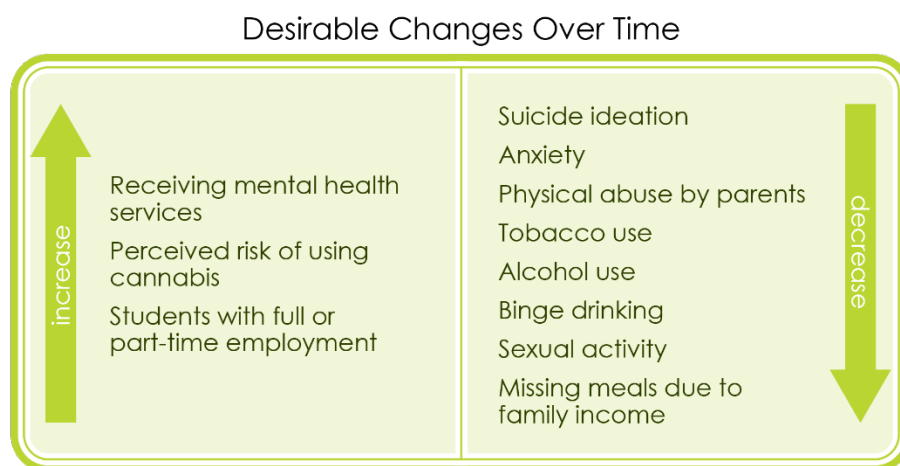 Desirable Changes Over Time
increase
Receiving mental health
services
Perceived risk of using
cannabis
Students with full or
part-time employment
Suicide ideation
Anxiety
Physical abuse by parents
Tobacco use
Alcohol use
Binge drinking
Sexual activity
Missing meals due to
family income
decrease